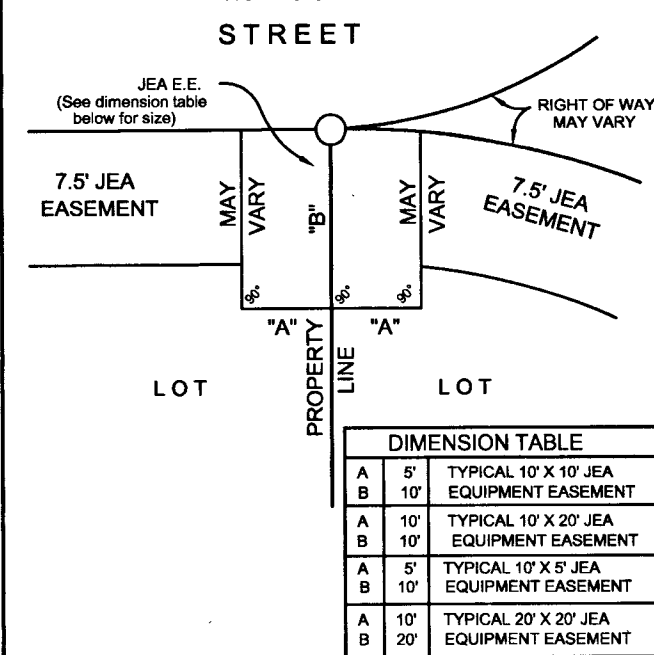 STREET
JEA E.E.
(See dimension table
below for size)
RIGHT OF WAY
MAY VARY
7.5' JEA
EASEMENT
MAY
VARY
"B"
MAY
VARY
7.5' JEA
EASEMENT
90°
90°
90°
"A"
"A"
PROPERTY
LINE
LOT
LOT
DIMENSION TABLE
A 5' TYPICAL 10' X 10' JEA
B 10' EQUIPMENT EASEMENT
A 10' TYPICAL 10' X 20' JEA
B 10' EQUIPMENT EASEMENT
A 5' TYPICAL 10' X 5' JEA
B 10' EQUIPMENT EASEMENT
A 10' TYPICAL 20' X 20' JEA
B 20' EQUIPMENT EASEMENT